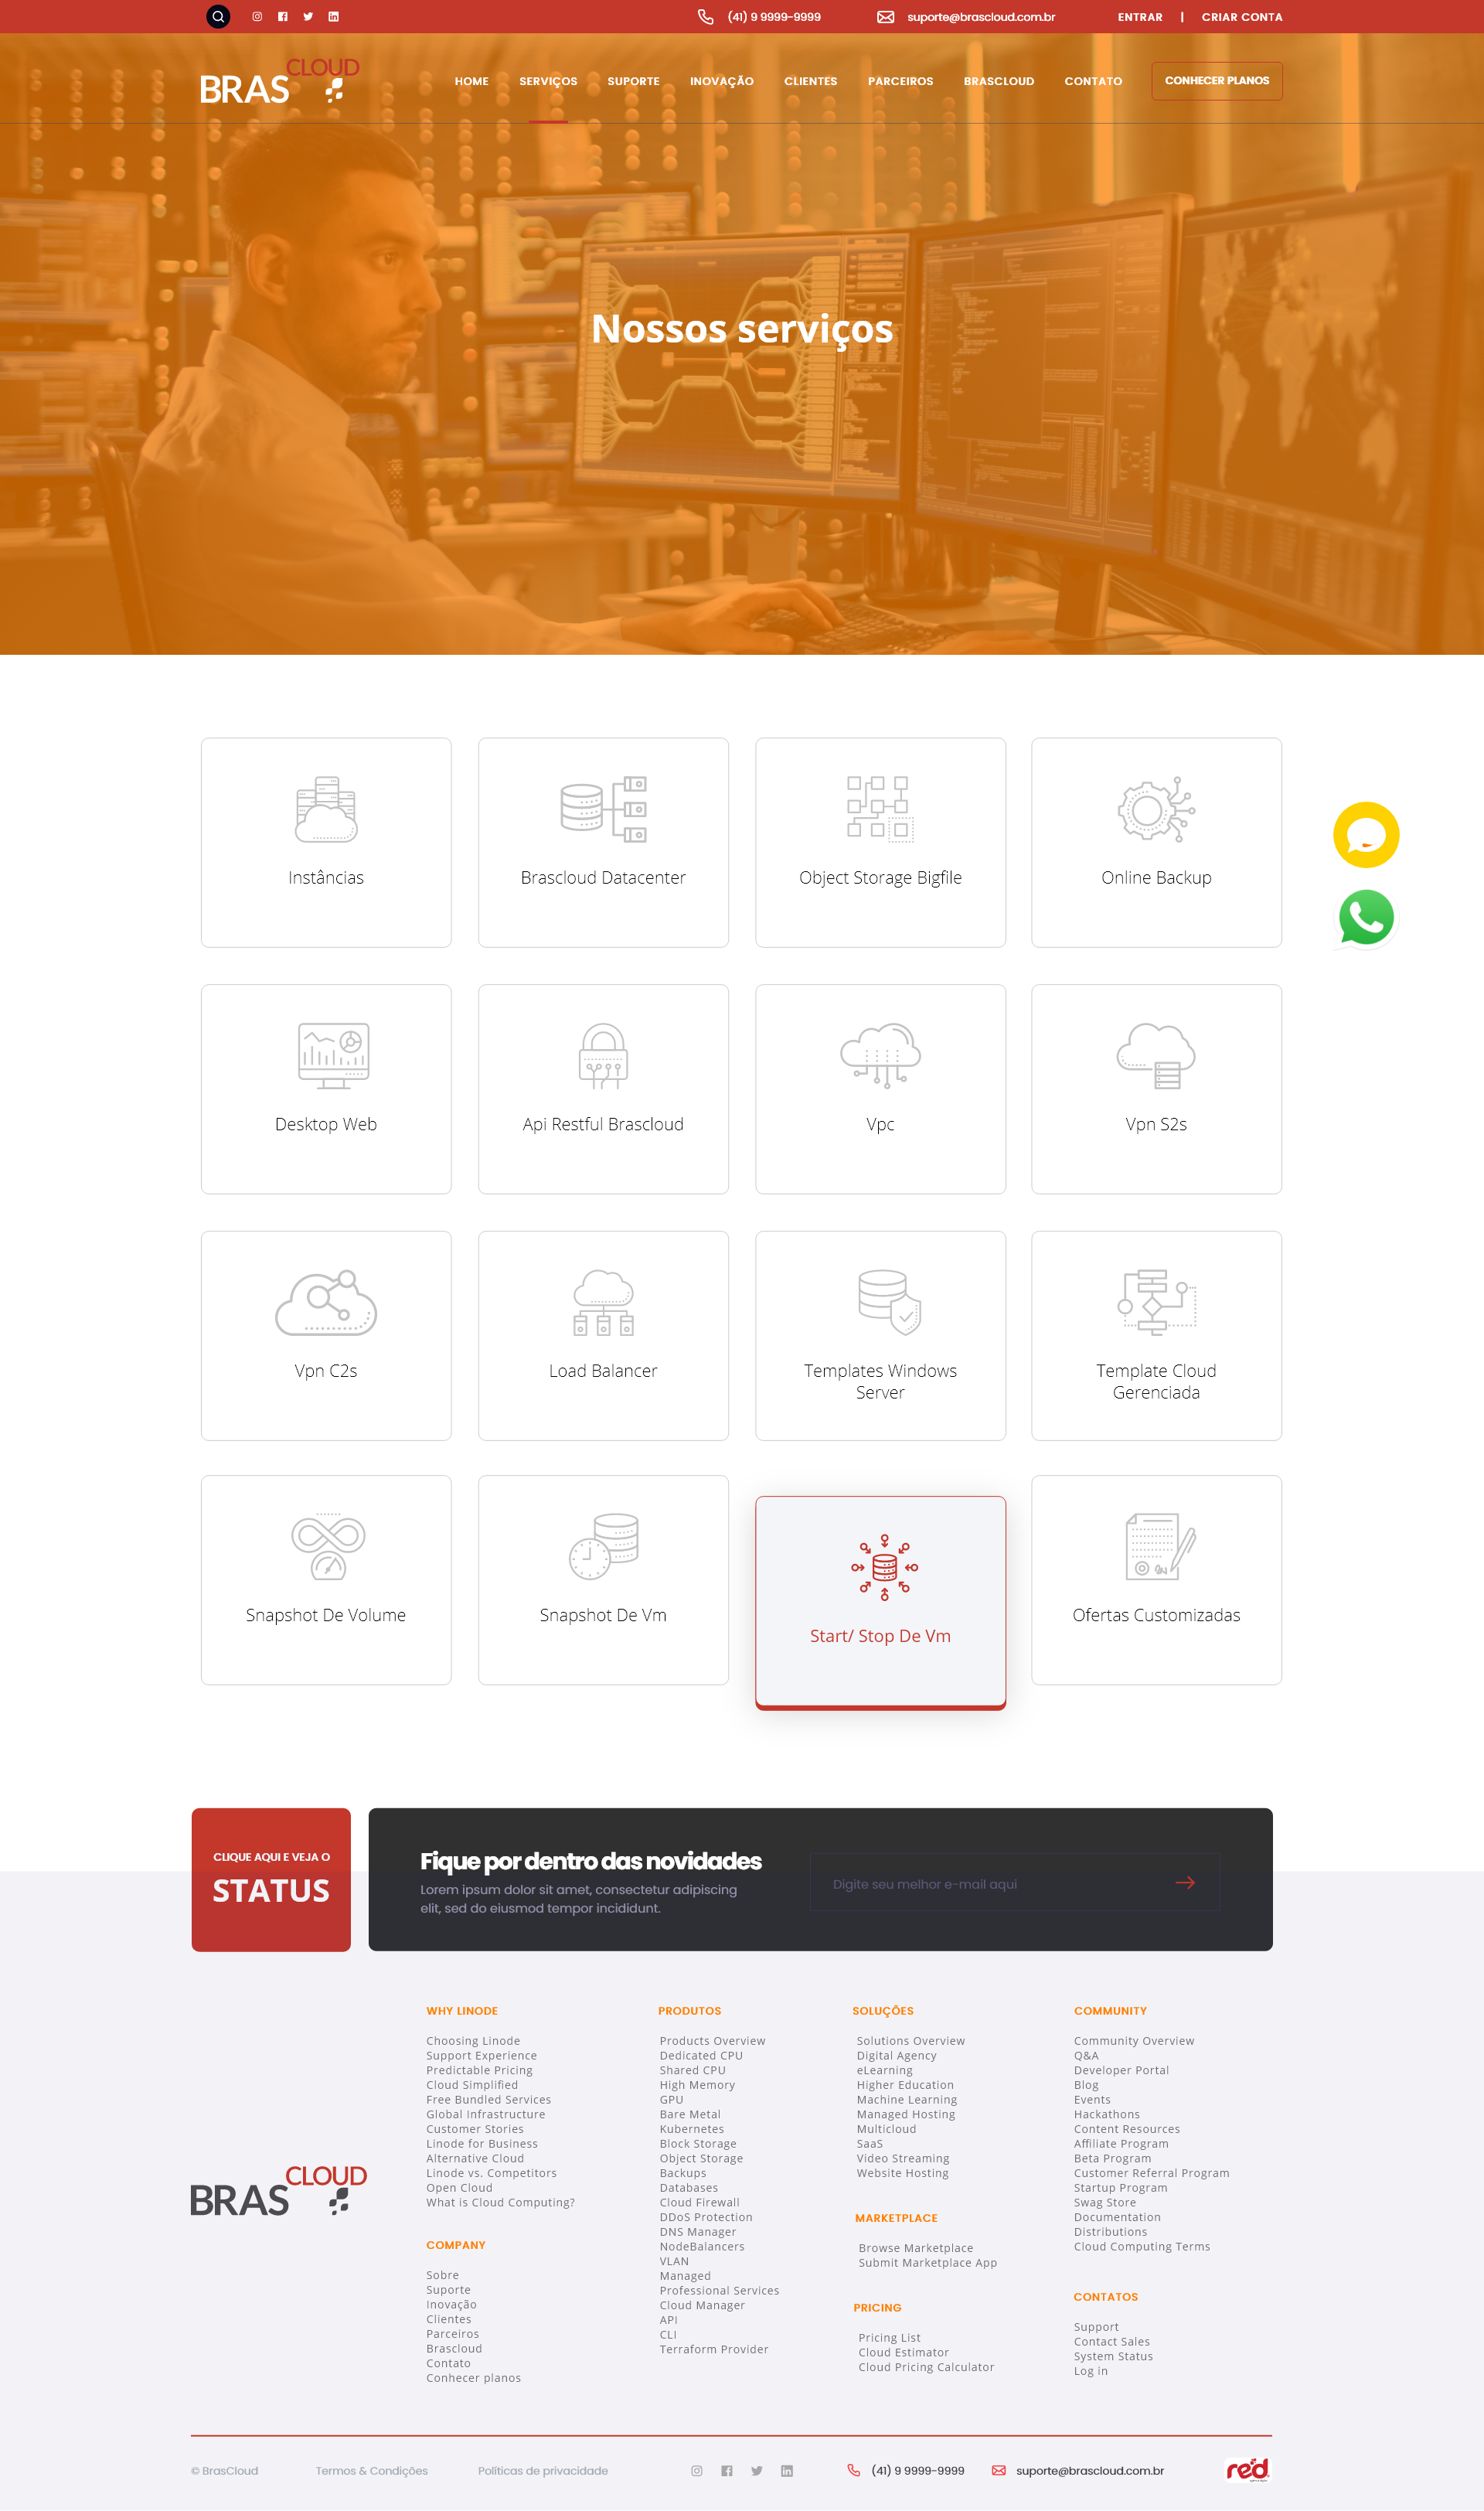 (41) 9 9999-9999
suporte@brascloud.com.br
ENTRAR | CRIAR CONTA
BRASCLOUD
HOME SERVIÇOS SUPORTE INOVAÇÃO CLIENTES PARCEIROS BRASCLOUD CONTATO CONHECER PLANOS
Nossos serviços
Instâncias
Brascloud Datacenter
Object Storage Bigfile
Online Backup
Desktop Web
Api Restful Brascloud
Vpc
Vpn S2s
Vpn C2s
Load Balancer
Templates Windows
Server
Template Cloud
Gerenciada
Snapshot De Volume
Snapshot De Vm
Start/ Stop De Vm
Ofertas Customizadas
CLIQUE AQUI E VEJA O
STATUS
Fique por dentro das novidades
Lorem ipsum dolor sit amet, consectetur adipiscing
elit, sed do eiusmod tempor incididunt.
Digite seu melhor e-mail aqui
BRASCLOUD
WHY LINODE
Choosing Linode
Support Experience
Predictable Pricing
Cloud Simplified
Free Bundled Services
Global Infrastructure
Customer Stories
Linode for Business
Alternative Cloud
Linode vs. Competitors
Open Cloud
What is Cloud Computing?
COMPANY
Sobre
Suporte
Inovação
Clientes
Parceiros
Brascloud
Contato
Conhecer planos
PRODUTOS
Products Overview
Dedicated CPU
Shared CPU
High Memory
GPU
Bare Metal
Kubernetes
Block Storage
Object Storage
Backups
Databases
Cloud Firewall
DDoS Protection
DNS Manager
NodeBalancers
VLAN
Managed
Professional Services
Cloud Manager
API
CLI
Terraform Provider
SOLUÇÕES
Solutions Overview
Digital Agency
eLearning
Higher Education
Machine Learning
Managed Hosting
Multicloud
SaaS
Video Streaming
Website Hosting
MARKETPLACE
Browse Marketplace
Submit Marketplace App
PRICING
Pricing List
Cloud Estimator
Cloud Pricing Calculator
COMMUNITY
Community Overview
Q&A
Developer Portal
Blog
Events
Hackathons
Content Resources
Affiliate Program
Beta Program
Customer Referral Program
Startup Program
Swag Store
Documentation
Distributions
Cloud Computing Terms
CONTATOS
Support
Contact Sales
System Status
Log in
© BrasCloud
Termos & Condições
Políticas de privacidade
(41) 9 9999-9999
suporte@brascloud.com.br
red